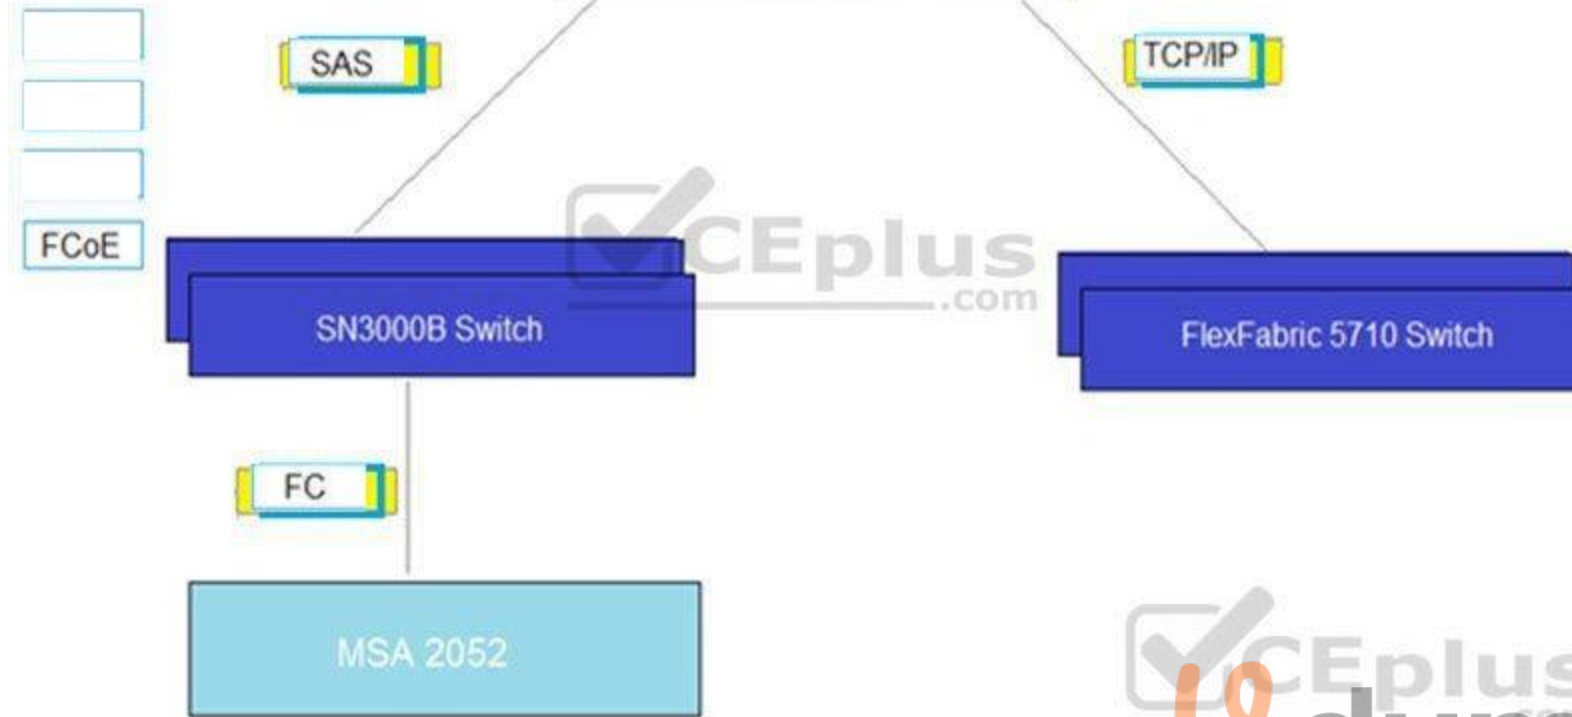 SAS
TCP/IP
FCoE
CEplus
.com
SN3000B Switch
FlexFabric 5710 Switch
FC
MSA 2052
CEplus